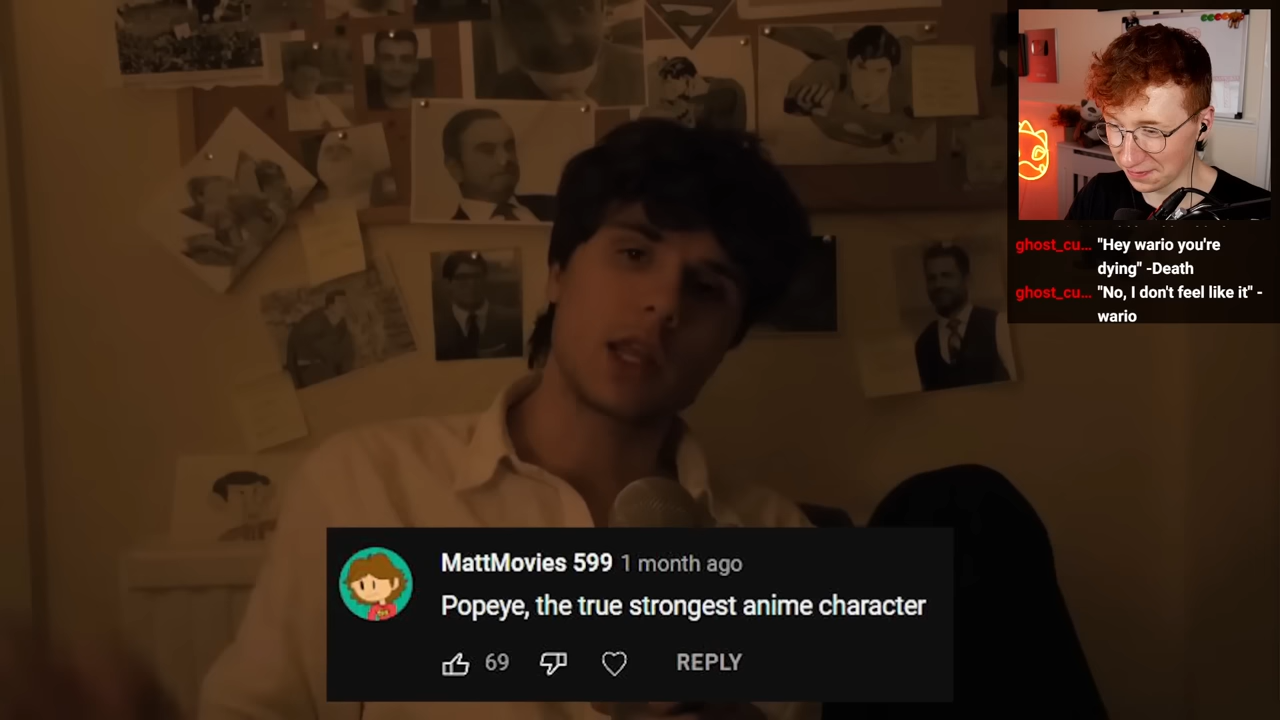 ghost_cu... "Hey wario you're
dying" -Death
ghost_cu... "No, I don't feel like it" -
wario
MattMovies 599 1 month ago
Popeye, the true strongest anime character
69 REPLY